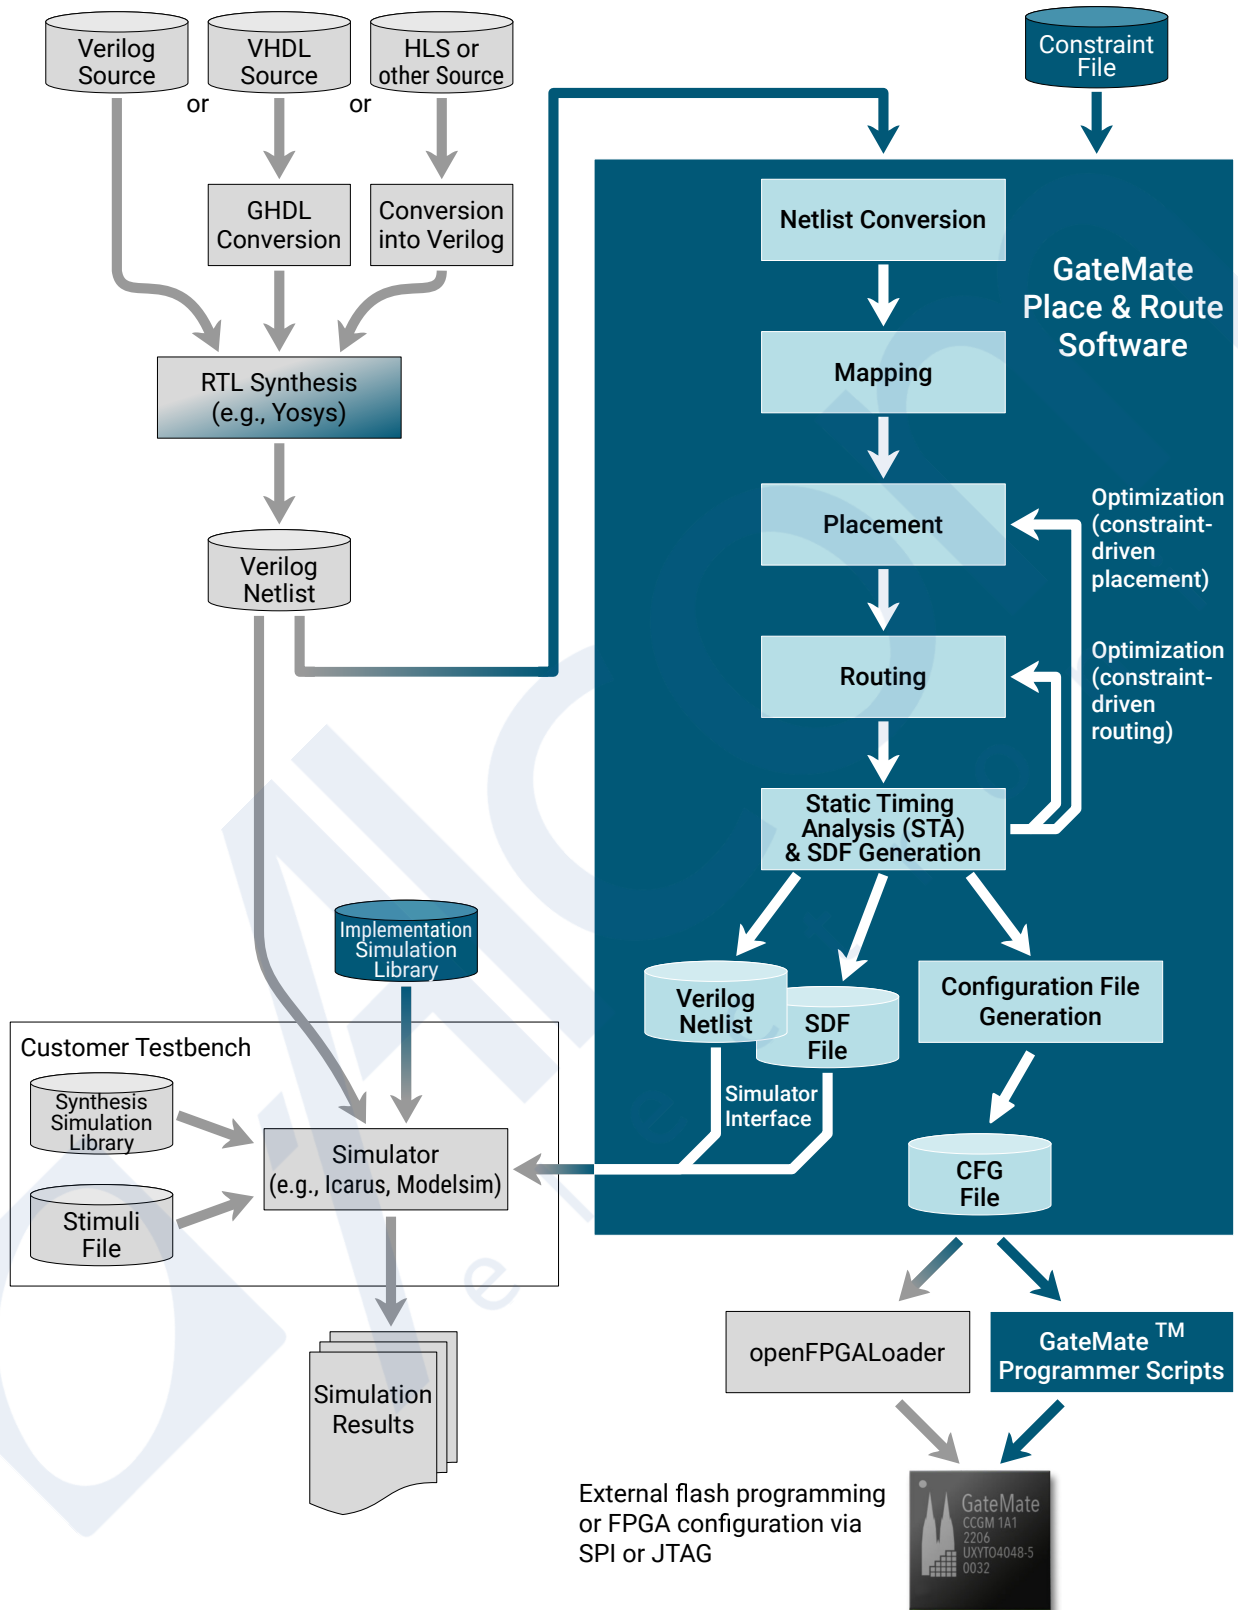 Verilog
Source
or
VHDL
Source
or
HLS or
other Source
Constraint
File
GHDL
Conversion
Conversion
into Verilog
Netlist Conversion
GateMate
Place & Route
Software
RTL Synthesis
(e.g., Yosys)
Mapping
Verilog
Netlist
Placement
Optimization
(constraint-
driven
placement)
Routing
Optimization
(constraint-
driven
routing)
Static Timing
Analysis (STA)
& SDF Generation
Implementation
Simulation
Library
Verilog
Netlist
SDF
File
Configuration File
Generation
Customer Testbench
Synthesis
Simulation
Library
Stimuli
File
Simulator
(e.g., Icarus, Modelsim)
Simulator
Interface
CFG
File
Simulation
Results
openFPGALoader
GateMate TM
Programmer Scripts
External flash programming
or FPGA configuration via
SPI or JTAG
GateMate
CCGM 1A1
2206
UXYTO4048-5
0032